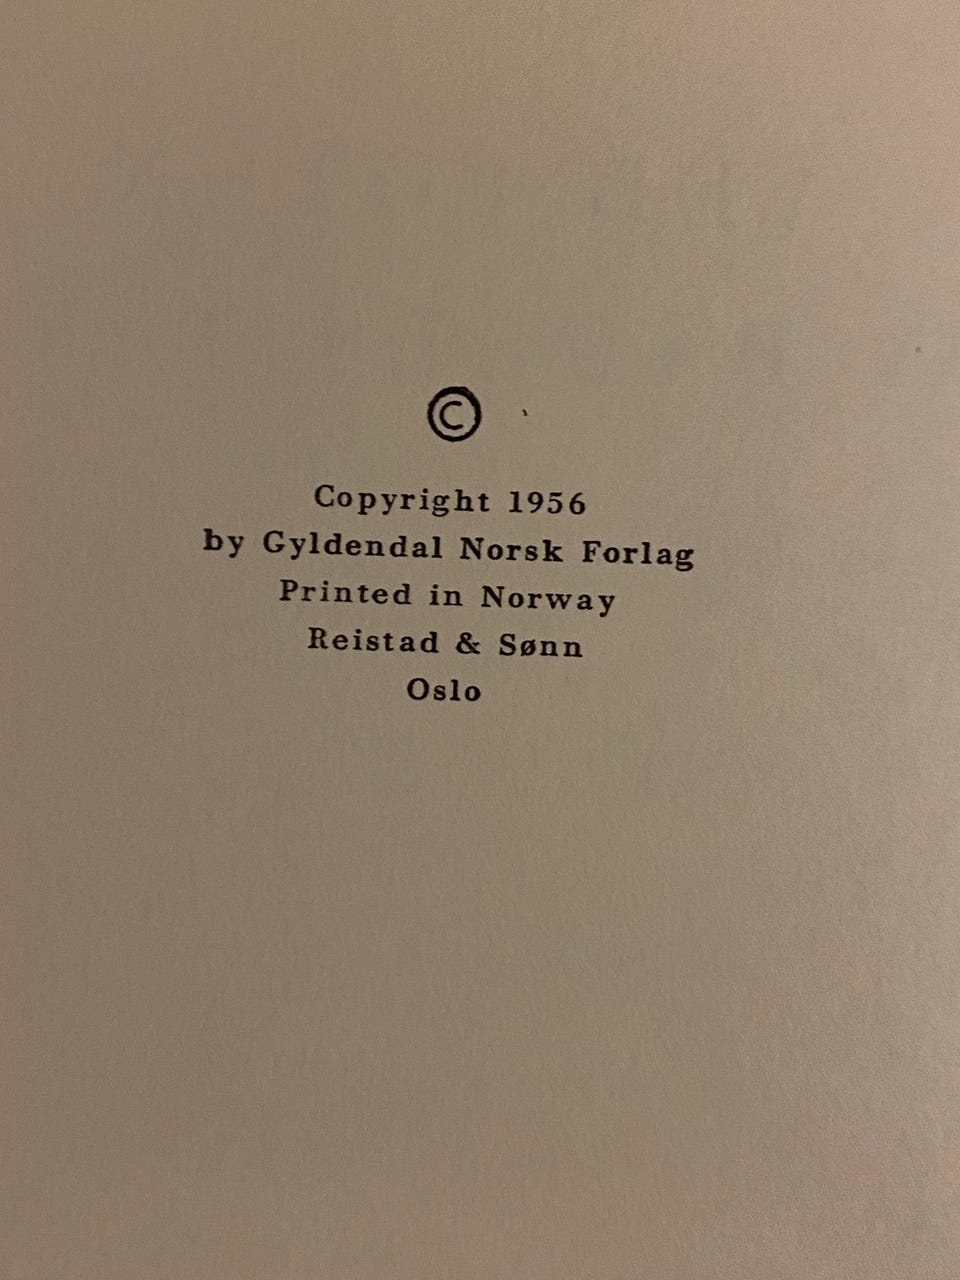 ©
Copyright 1956
by Gyldendal Norsk Forlag
Printed in Norway
Reistad & Sønn
Oslo